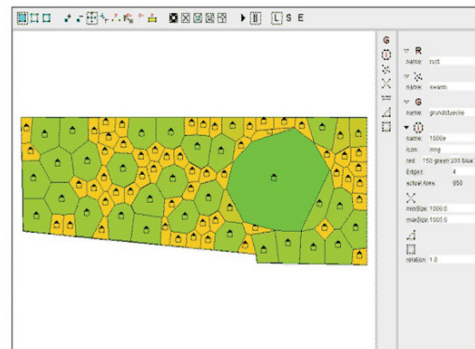 L S E
G
R
name: root
name: swarm
G
G
name: grundstuecke
name: 1000e
icon: ring
red: 150 green:200 blue:
Edges: 4
actual Area: 950
minSize: 1000.0
maxSize: 1000.0
rotation: 1.0